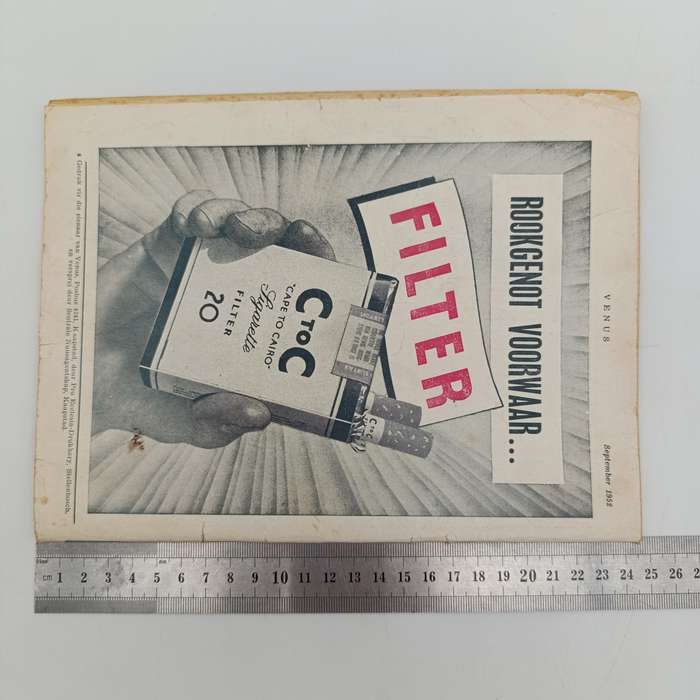 VENUS
September 1952
ROOKGENOT VOORWAAR...
FILTER
C TO C
"CAPE TO CAIRO"
Sigarette
FILTER
20
C TO C
Gedruk vir die eienaar van Venus, Posbus 4241, Kaapstad, deur Pro Ecclesia-Drukkery, Stellenbosch,
en versprei deur Sentrale Nuusagentskap, Kaapstad.
cm 1 2 3 4 5 6 7 8 9 10 11 12 13 14 15 16 17 18 19 20 21 22 23 24 25 26